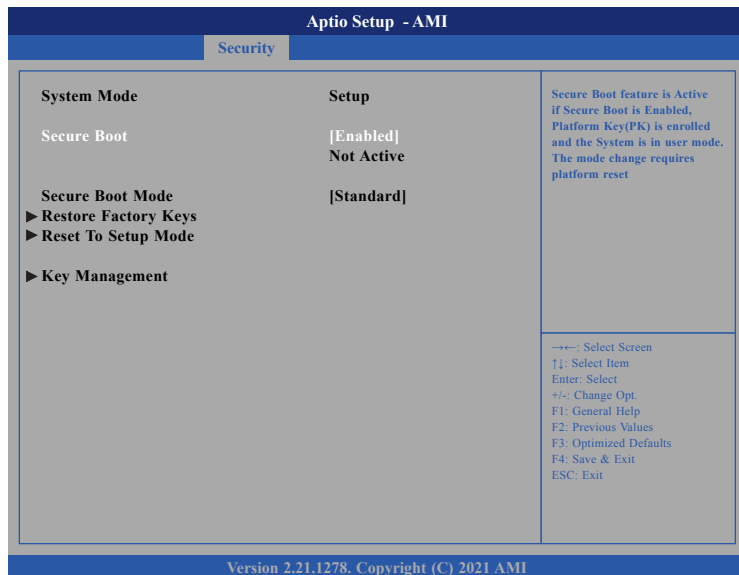 Aptio Setup - AMI
Security
System Mode Setup
Secure Boot [Enabled]
Not Active
Secure Boot Mode [Standard]
▶ Restore Factory Keys
▶ Reset To Setup Mode
▶ Key Management
Secure Boot feature is Active
if Secure Boot is Enabled,
Platform Key(PK) is enrolled
and the System is in user mode.
The mode change requires
platform reset
→←: Select Screen
↑↓: Select Item
Enter: Select
+/-: Change Opt.
F1: General Help
F2: Previous Values
F3: Optimized Defaults
F4: Save & Exit
ESC: Exit
Version 2.21.1278. Copyright (C) 2021 AMI